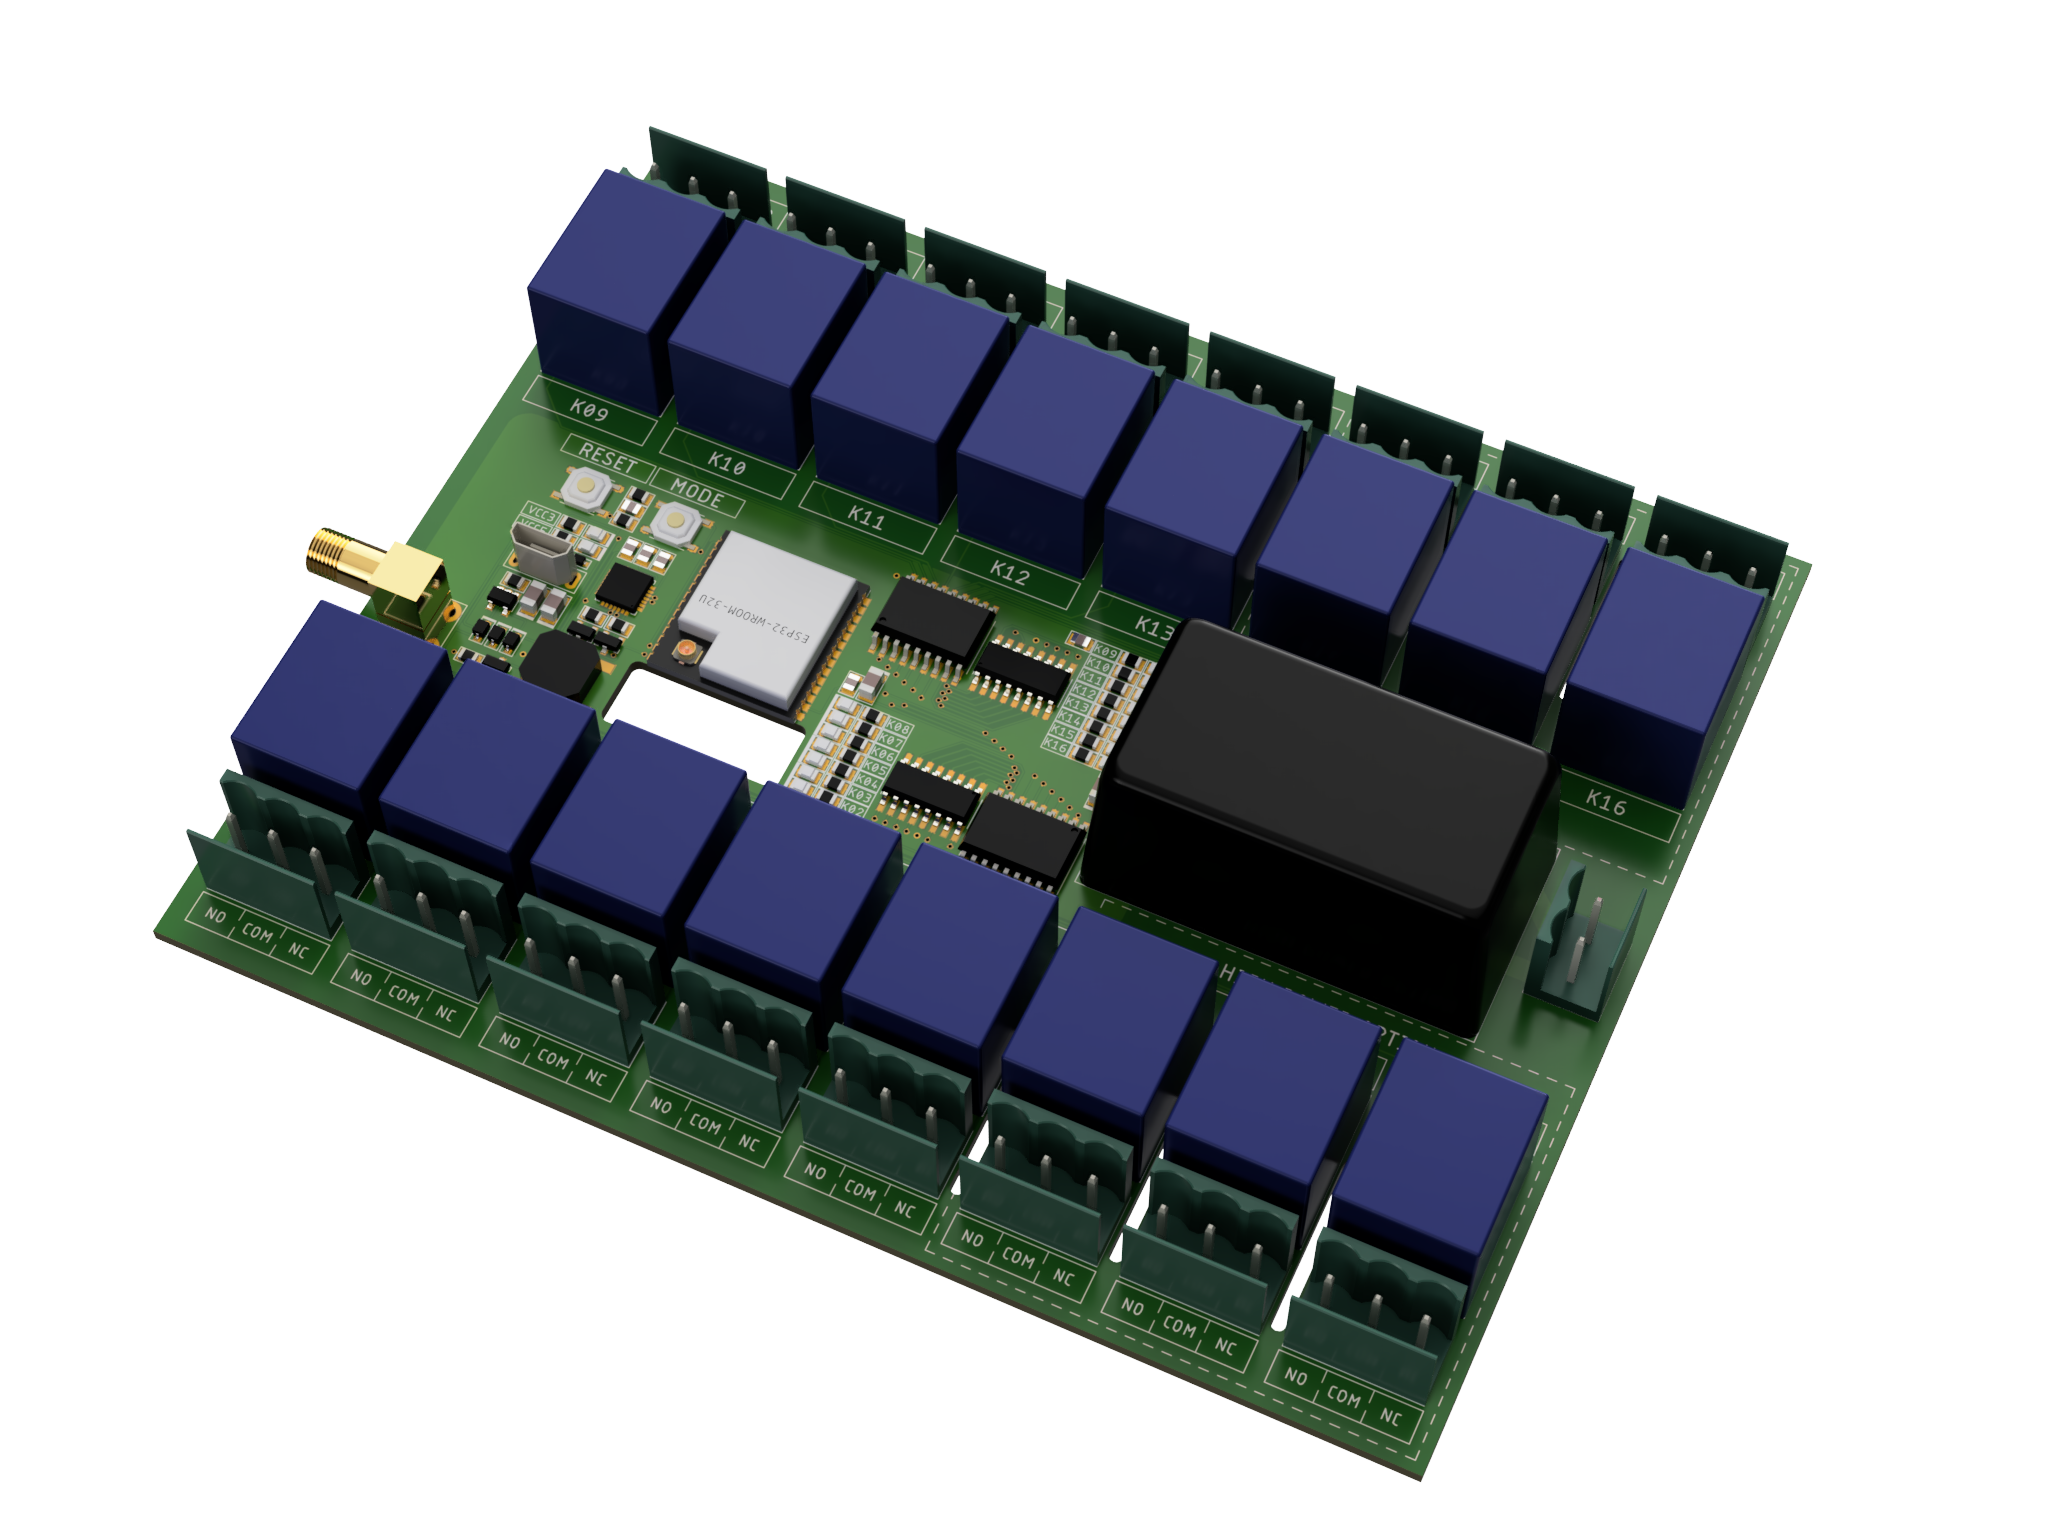 K09
RESET
K10
MODE
K11
VCC3
K12
ESP32-WROOM-32U
K13
K09
K10
K11
K12
K13
K14
K15
K16
K08
K07
K06
K05
K04
K03
K02
K16
NO COM NC
NO COM NC
NO COM NC
NO COM NC
NO COM NC
NO COM NC
NO COM NC
NO COM NC